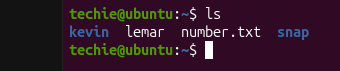 techie@ubuntu:~$ ls
kevin  lemar  number.txt  snap
techie@ubuntu:~$